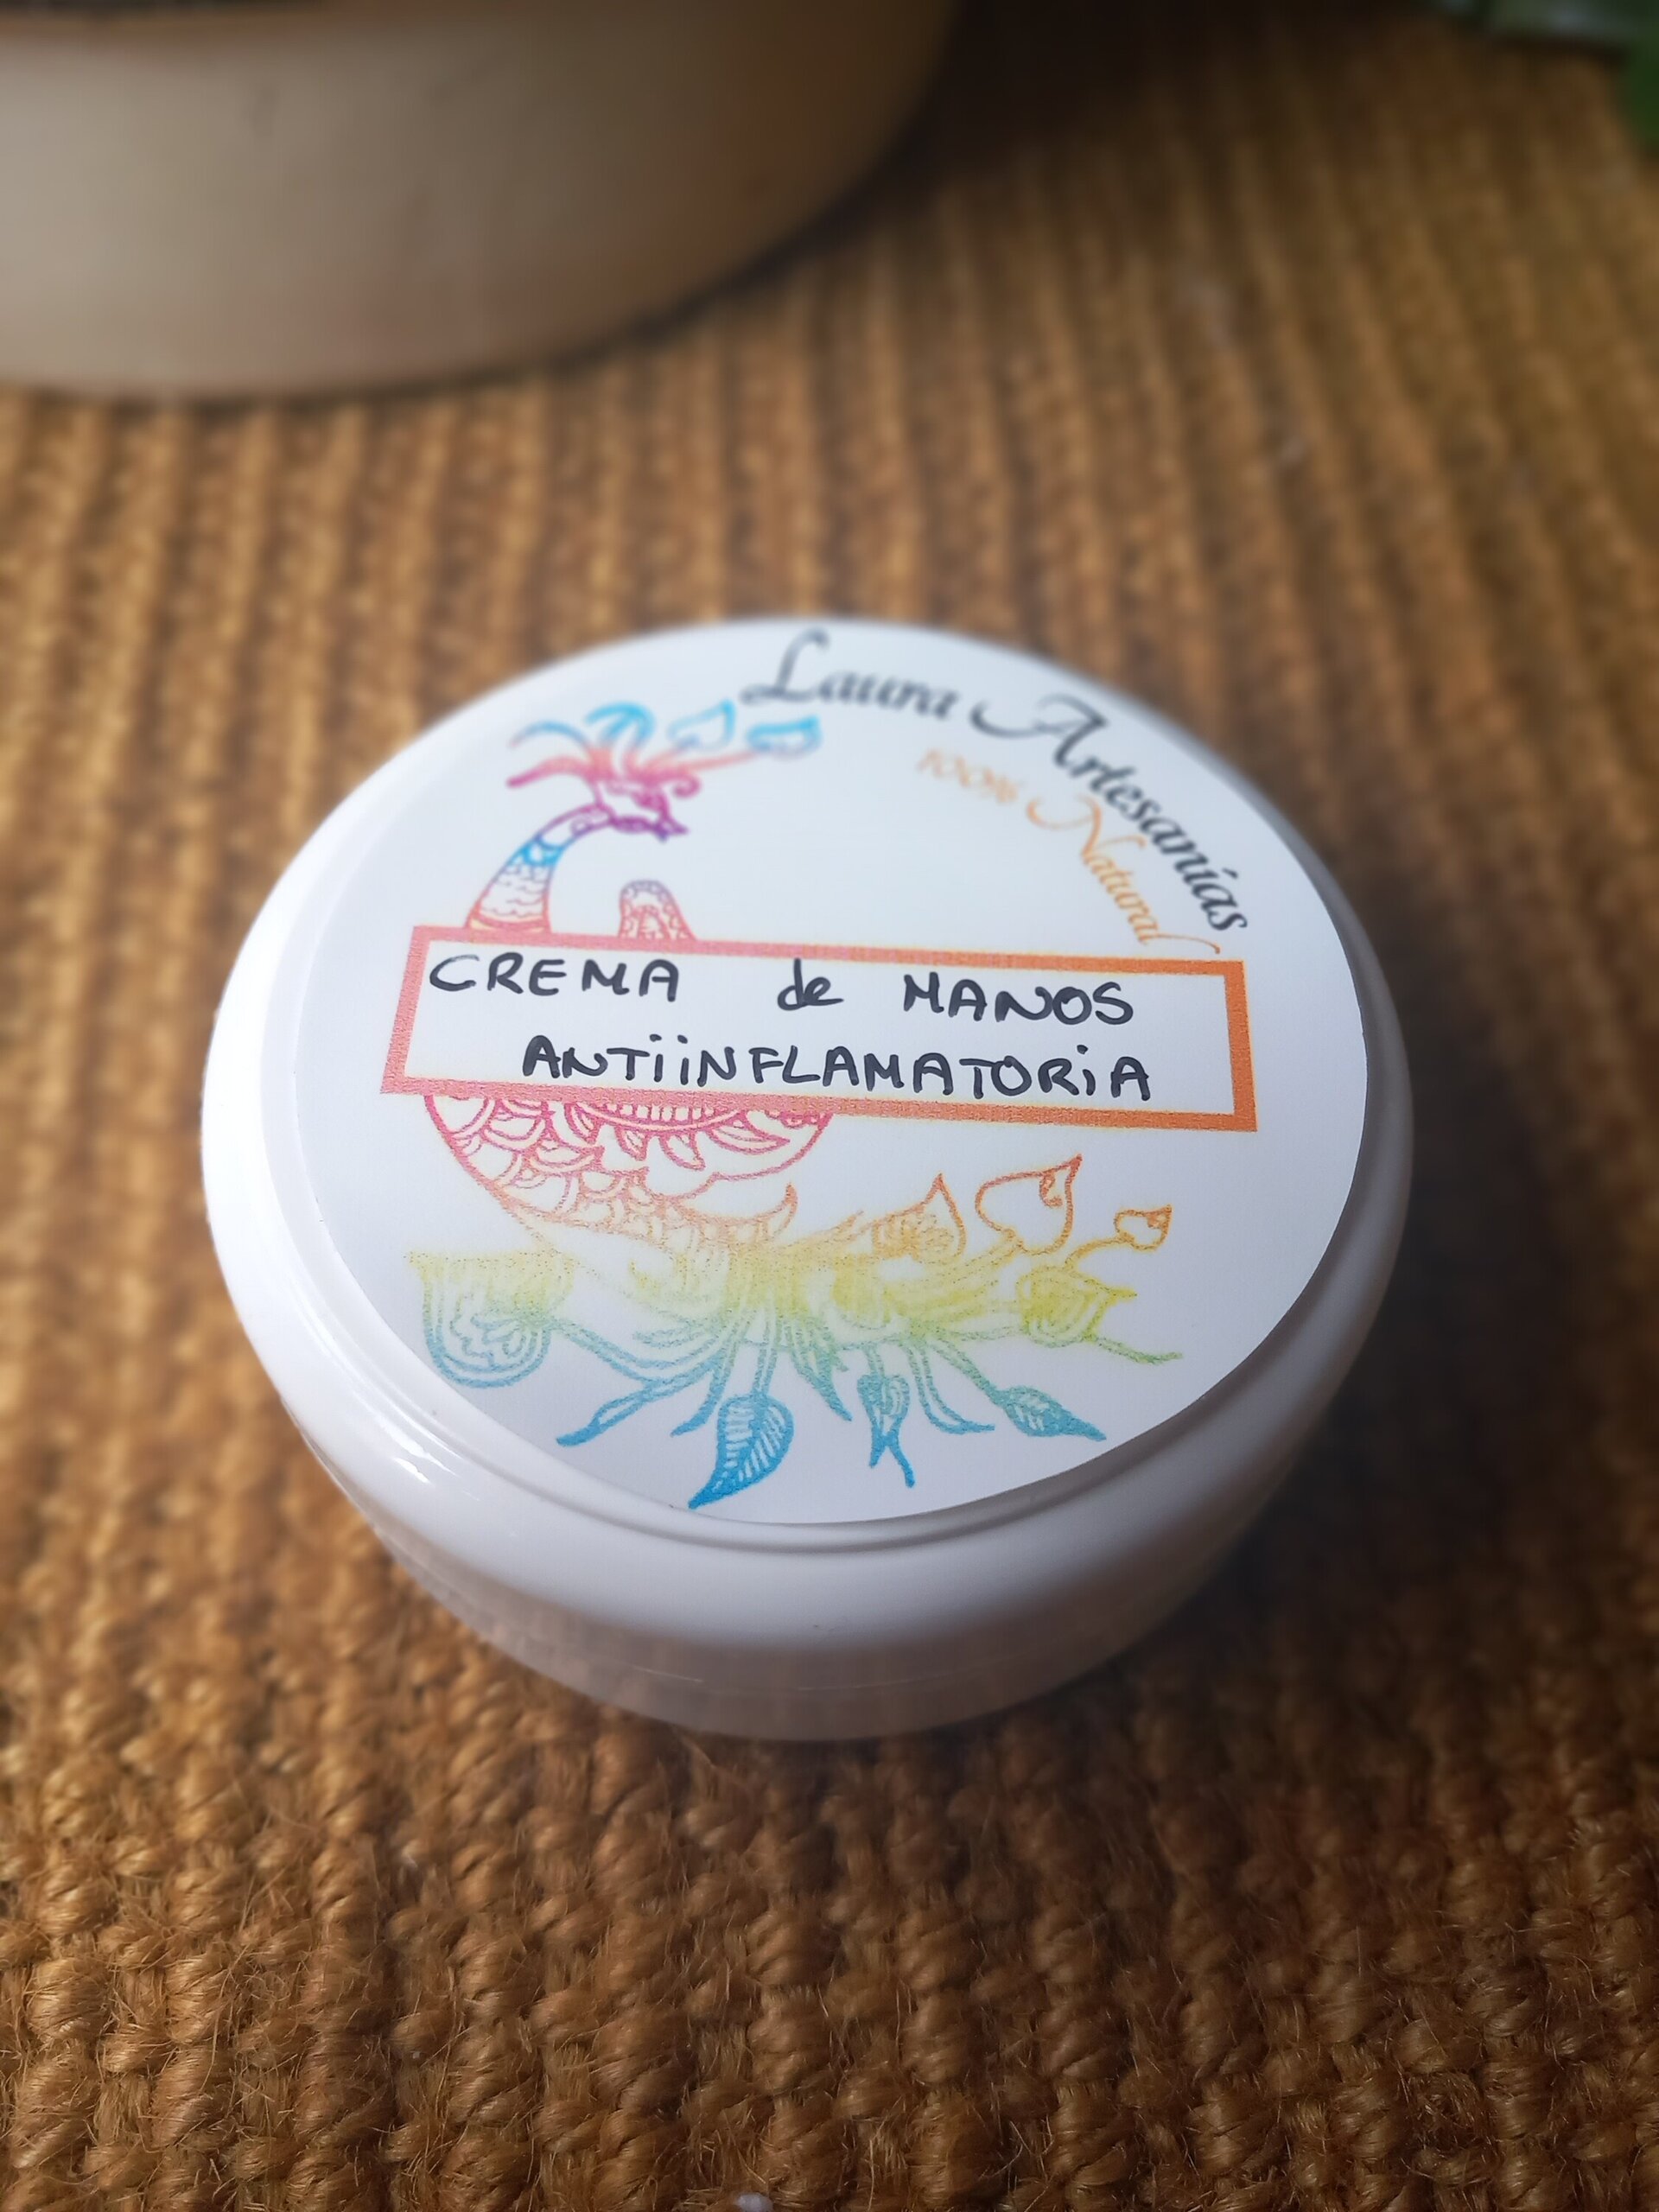 Laura Artesanías
100% Natural
CREMA de MANOS
ANTiiNFLAMATORiA